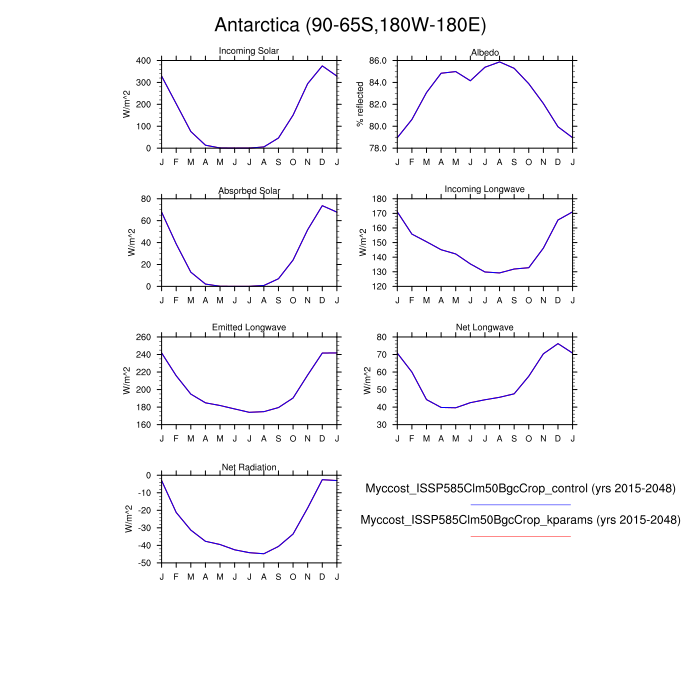 Antarctica (90-65S,180W-180E)
Incoming Solar
W/m^2
400
300
200
100
0
J F M A M J J A S O N D J
Albedo
% reflected
86.0
84.0
82.0
80.0
78.0
J F M A M J J A S O N D J
Absorbed Solar
W/m^2
80
60
40
20
0
J F M A M J J A S O N D J
Incoming Longwave
W/m^2
180
170
160
150
140
130
120
J F M A M J J A S O N D J
Emitted Longwave
W/m^2
260
240
220
200
180
160
J F M A M J J A S O N D J
Net Longwave
W/m^2
80
70
60
50
40
30
J F M A M J J A S O N D J
Net Radiation
W/m^2
0
-10
-20
-30
-40
-50
J F M A M J J A S O N D J
Myccost_ISSP585Clm50BgcCrop_control (yrs 2015-2048)
Myccost_ISSP585Clm50BgcCrop_kparams (yrs 2015-2048)